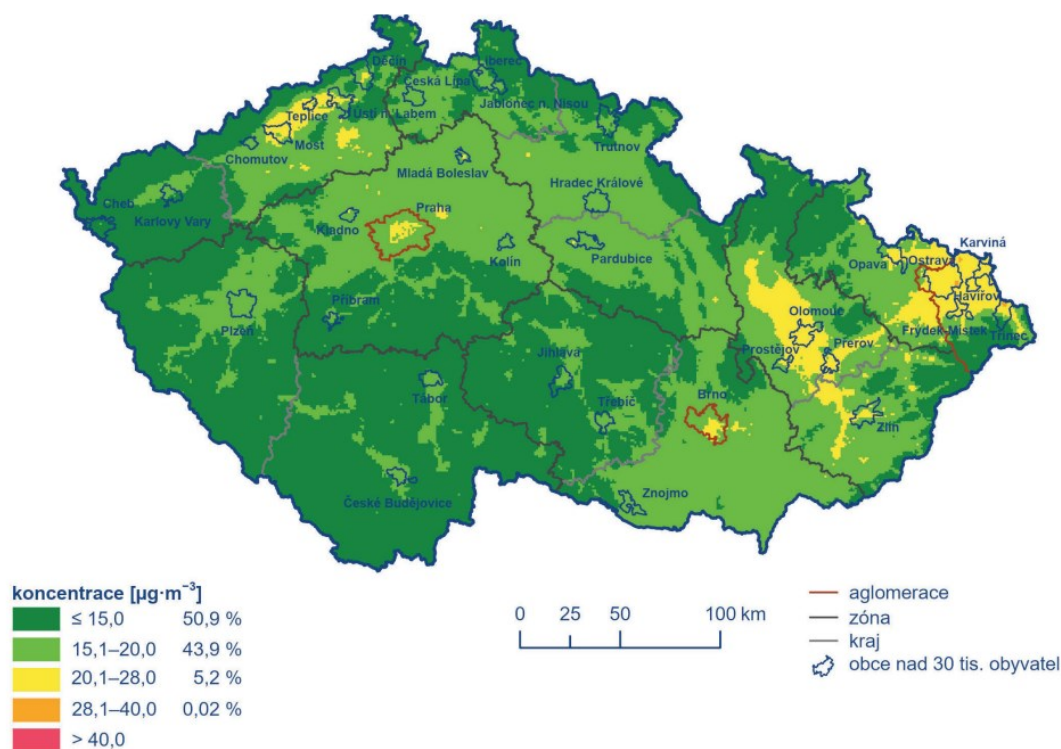 Děčín
Liberec
Česká Lípa
Jablonec n. Nisou
Teplice
Ústí n. Labem
Most
Chomutov
Trutnov
Mladá Boleslav
Hradec Králové
Cheb
Karlovy Vary
Praha
Kladno
Kolín
Pardubice
Karviná
Opava
Ostrava
Havířov
Plzeň
Příbram
Olomouc
Frýdek-Místek
Třinec
Prostějov
Přerov
Jihlava
Tábor
Třebíč
Brno
Zlín
České Budějovice
Znojmo
koncentrace [µg·m⁻³]
≤ 15,0 50,9 %
15,1–20,0 43,9 %
20,1–28,0 5,2 %
28,1–40,0 0,02 %
> 40,0
0 25 50 100 km
aglomerace
zóna
kraj
obce nad 30 tis. obyvatel